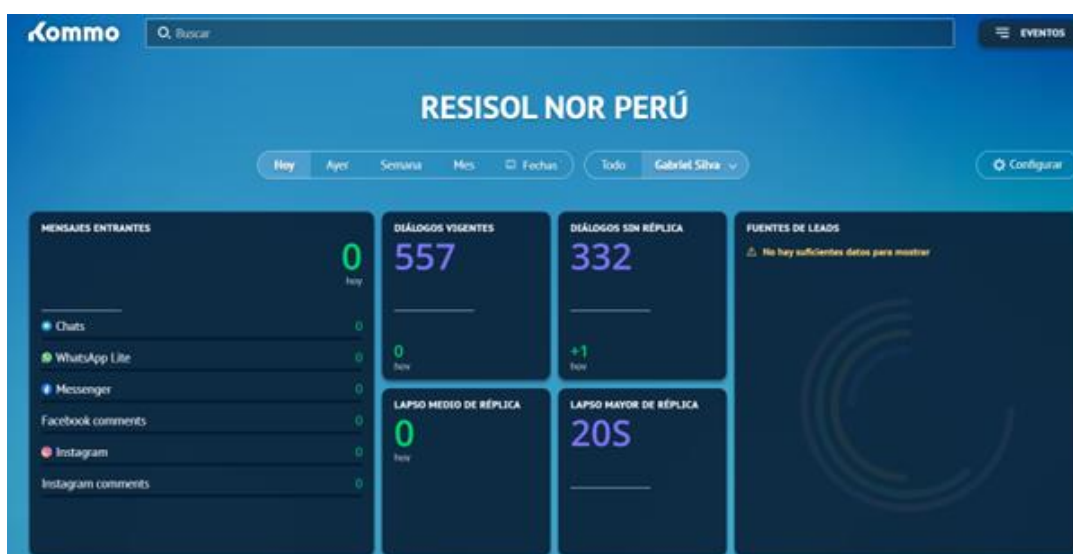 Kommo
Buscar
EVENTOS
RESISOL NOR PERÚ
Hoy Ayer Semana Mes Fechas Todo Gabriel Silva
Configurar
MENSAJES ENTRANTES
0
hoy
Chats 0
WhatsApp Lite 0
Messenger 0
Facebook comments 0
Instagram 0
Instagram comments 0
DIÁLOGOS VIGENTES
557
0
hoy
DIÁLOGOS SIN RÉPLICA
332
+1
hoy
LAPSO MEDIO DE RÉPLICA
0
hoy
LAPSO MAYOR DE RÉPLICA
20S
FUENTES DE LEADS
No hay suficientes datos para mostrar